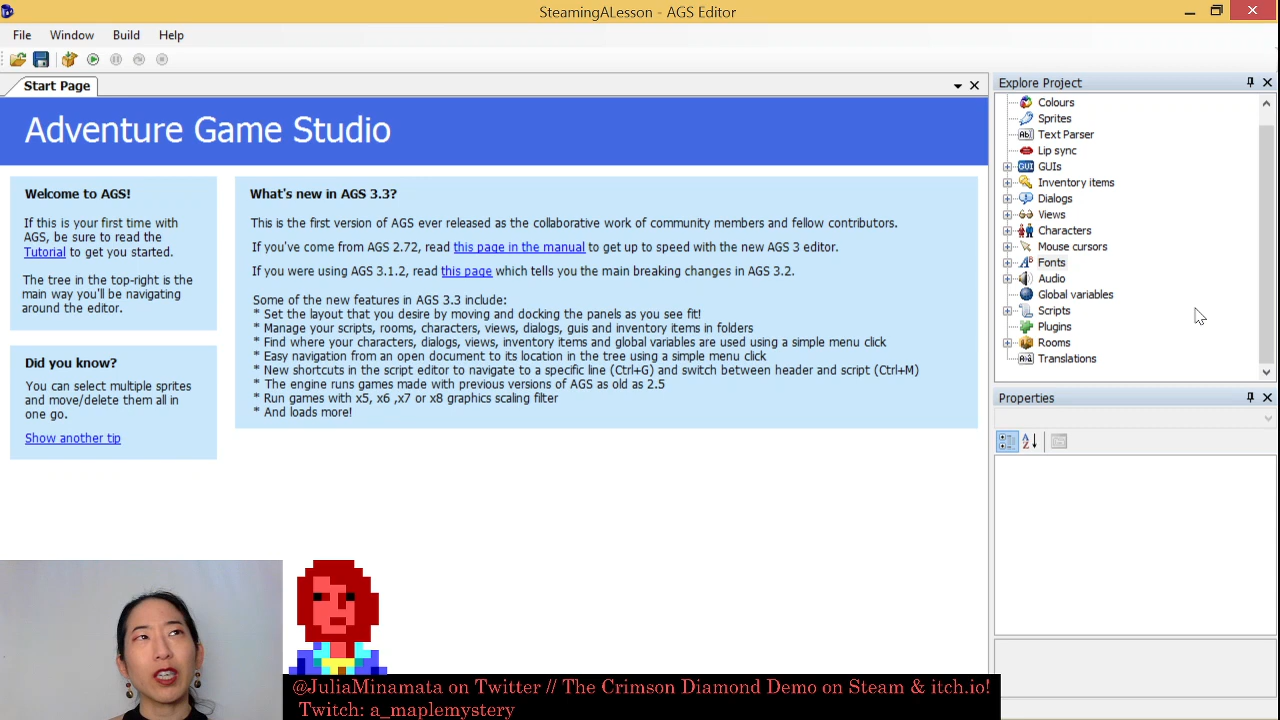 SteamingALesson - AGS Editor
File Window Build Help
Start Page
Adventure Game Studio
Welcome to AGS!
If this is your first time with
AGS, be sure to read the
Tutorial to get you started.
The tree in the top-right is the
main way you'll be navigating
around the editor.
Did you know?
You can select multiple sprites
and move/delete them all in
one go.
Show another tip
What's new in AGS 3.3?
This is the first version of AGS ever released as the collaborative work of community members and fellow contributors.
If you've come from AGS 2.72, read this page in the manual to get up to speed with the new AGS 3 editor.
If you were using AGS 3.1.2, read this page which tells you the main breaking changes in AGS 3.2.
Some of the new features in AGS 3.3 include:
* Set the layout that you desire by moving and docking the panels as you see fit!
* Manage your scripts, rooms, characters, views, dialogs, guis and inventory items in folders
* Find where your characters, dialogs, views, inventory items and global variables are used using a simple menu click
* Easy navigation from an open document to its location in the tree using a simple menu click
* New shortcuts in the script editor to navigate to a specific line (Ctrl+G) and switch between header and script (Ctrl+M)
* The engine runs games made with previous versions of AGS as old as 2.5
* Run games with x5, x6 ,x7 or x8 graphics scaling filter
* And loads more!
Explore Project
Colours
Sprites
Text Parser
Lip sync
GUIs
Inventory items
Dialogs
Views
Characters
Mouse cursors
Fonts
Audio
Global variables
Scripts
Plugins
Rooms
Translations
Properties
@JuliaMinamata on Twitter // The Crimson Diamond Demo on Steam & itch.io!
Twitch: a_maplemystery